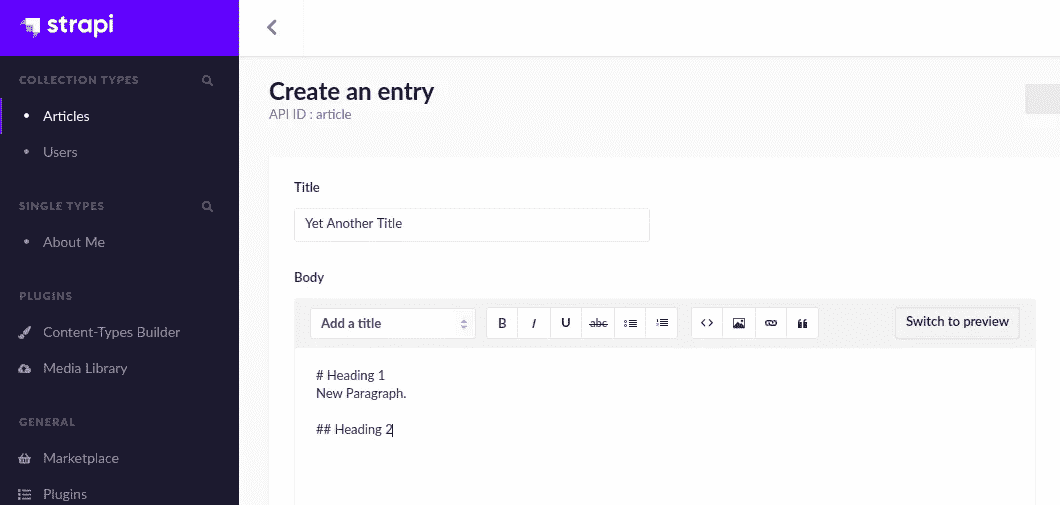 strapi
COLLECTION TYPES
Articles
Users
SINGLE TYPES
About Me
PLUGINS
Content-Types Builder
Media Library
GENERAL
Marketplace
Plugins
Create an entry
API ID : article
Title
Yet Another Title
Body
Add a title
B I U abc
Switch to preview
# Heading 1
New Paragraph.
## Heading 2